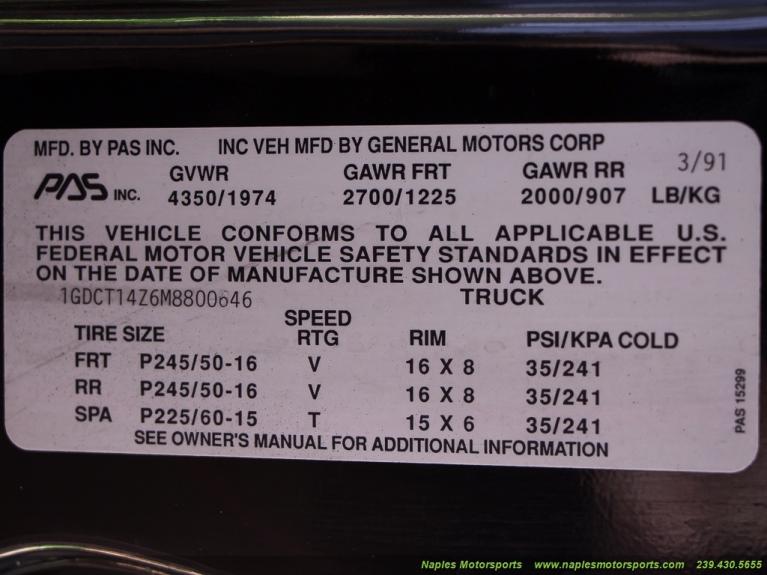 MFD. BY PAS INC. INC VEH MFD BY GENERAL MOTORS CORP
3/91
GVWR GAWR FRT GAWR RR
PAS INC. 4350/1974 2700/1225 2000/907 LB/KG
THIS VEHICLE CONFORMS TO ALL APPLICABLE U.S.
FEDERAL MOTOR VEHICLE SAFETY STANDARDS IN EFFECT
ON THE DATE OF MANUFACTURE SHOWN ABOVE.
1GDCT14Z6M8800646 TRUCK
TIRE SIZE SPEED RTG RIM PSI/KPA COLD
FRT P245/50-16 V 16 X 8 35/241
RR P245/50-16 V 16 X 8 35/241
SPA P225/60-15 T 15 X 6 35/241
SEE OWNER'S MANUAL FOR ADDITIONAL INFORMATION
PAS 15299
Naples Motorsports www.naplesmotorsports.com 239.430.5655